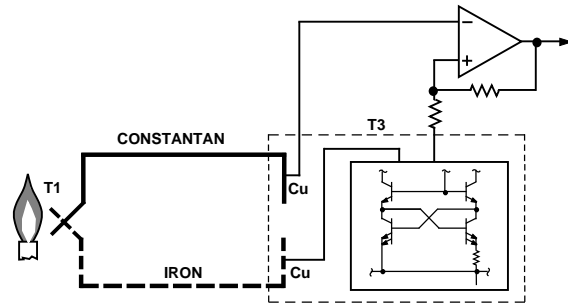 −
+
T3
CONSTANTAN
T1
Cu
Cu
IRON